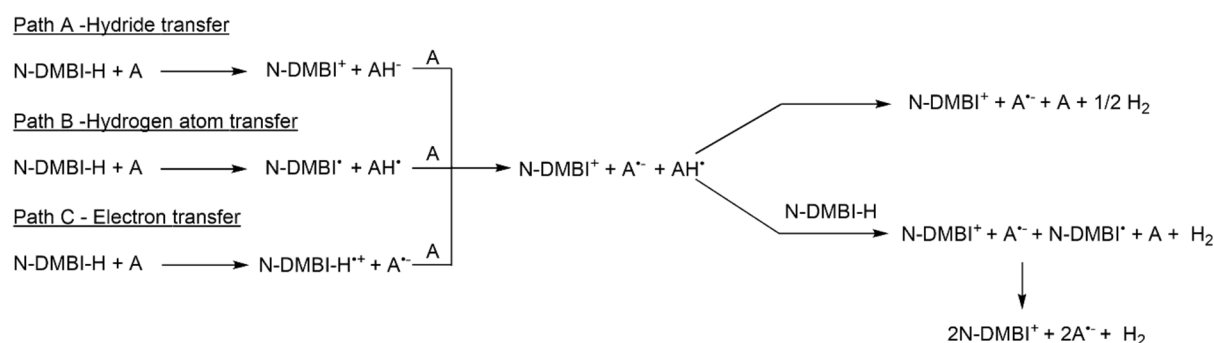 Path A -Hydride transfer
N-DMBI-H + A N-DMBI⁺ + AH⁻ A
Path B -Hydrogen atom transfer
N-DMBI-H + A N-DMBI• + AH• A
Path C - Electron transfer
N-DMBI-H + A N-DMBI-H•⁺ + A•⁻ A
N-DMBI⁺ + A•⁻ + AH•
N-DMBI⁺ + A•⁻ + A + 1/2 H₂
N-DMBI-H
N-DMBI⁺ + A•⁻ + N-DMBI• + A + H₂
2N-DMBI⁺ + 2A•⁻ + H₂